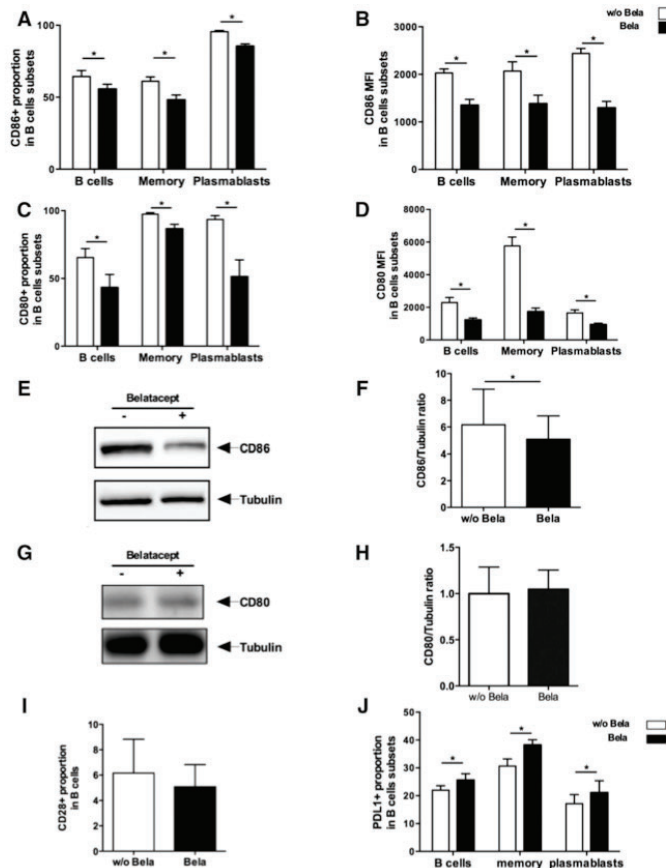 A
CD86+ proportion
in B cells subsets
100
50
0
*
*
*
B cells
Memory
Plasmablasts
B
w/o Bela
Bela
CD86 MFI
in B cells subsets
3000
2000
1000
0
*
*
*
B cells
Memory
Plasmablasts
C
CD80+ proportion
in B cells subsets
100
50
0
*
*
*
B cells
Memory
Plasmablasts
D
CD80 MFI
in B cells subsets
8000
6000
4000
2000
0
*
*
*
B cells
Memory
Plasmablasts
E
Belatacept
- +
CD86
Tubulin
F
CD86/Tubulin ratio
10
8
6
4
2
0
*
w/o Bela
Bela
G
Belatacept
- +
CD80
Tubulin
H
CD80/Tubulin ratio
1.5
1.0
0.5
0.0
w/o Bela
Bela
I
CD28+ proportion
in B cells
10
8
6
4
2
0
w/o Bela
Bela
J
w/o Bela
Bela
PDL1+ proportion
in B cells subsets
50
40
30
20
10
0
*
*
*
B cells
memory
plasmablasts